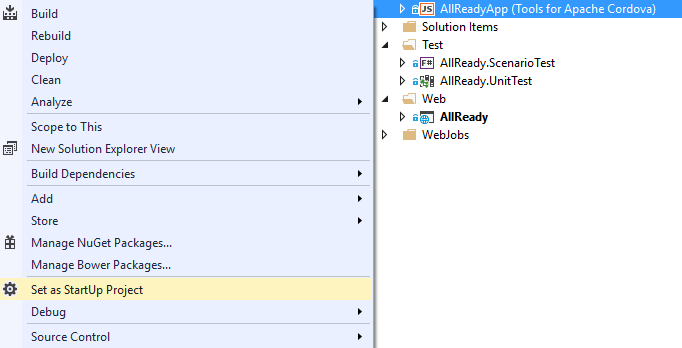 Build
Rebuild
Deploy
Clean
Analyze
Scope to This
New Solution Explorer View
Build Dependencies
Add
Store
Manage NuGet Packages...
Manage Bower Packages...
Set as StartUp Project
Debug
Source Control
JS AllReadyApp (Tools for Apache Cordova)
Solution Items
Test
F# AllReady.ScenarioTest
AllReady.UnitTest
Web
AllReady
WebJobs